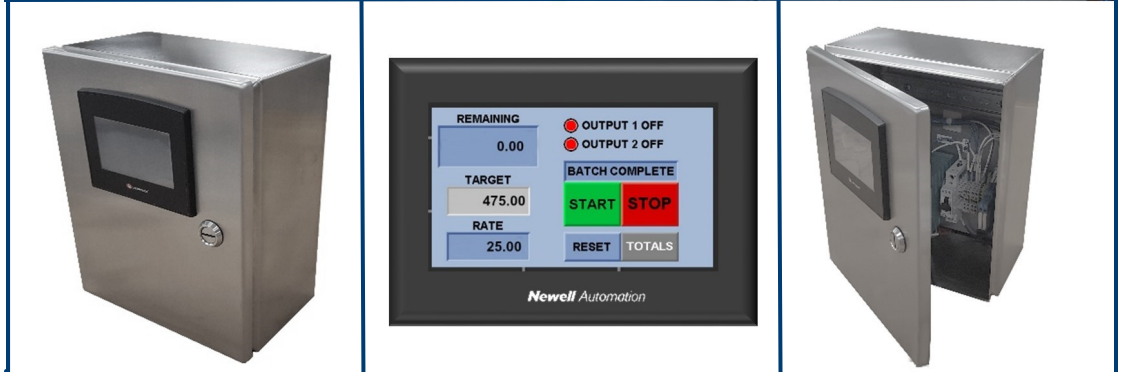 REMAINING
0.00
TARGET
475.00
RATE
25.00
OUTPUT 1 OFF
OUTPUT 2 OFF
BATCH COMPLETE
START STOP
RESET TOTALS
Newell Automation